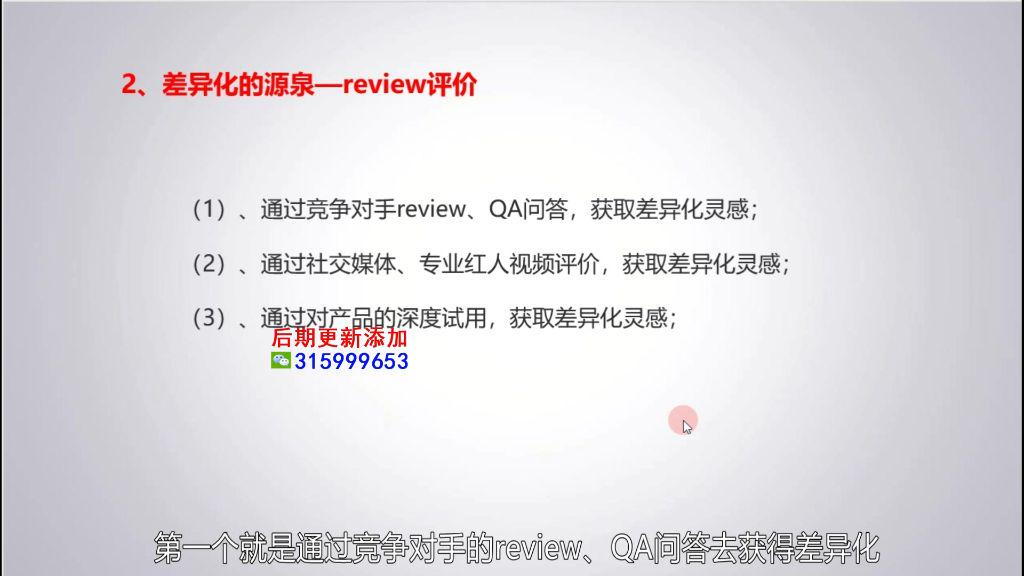 2、差异化的源泉—review评价
（1）、通过竞争对手review、QA问答，获取差异化灵感；
（2）、通过社交媒体、专业红人视频评价，获取差异化灵感；
（3）、通过对产品的深度试用，获取差异化灵感；
后期更新添加
315999653
第一个就是通过竞争对手的review、QA问答去获得差异化